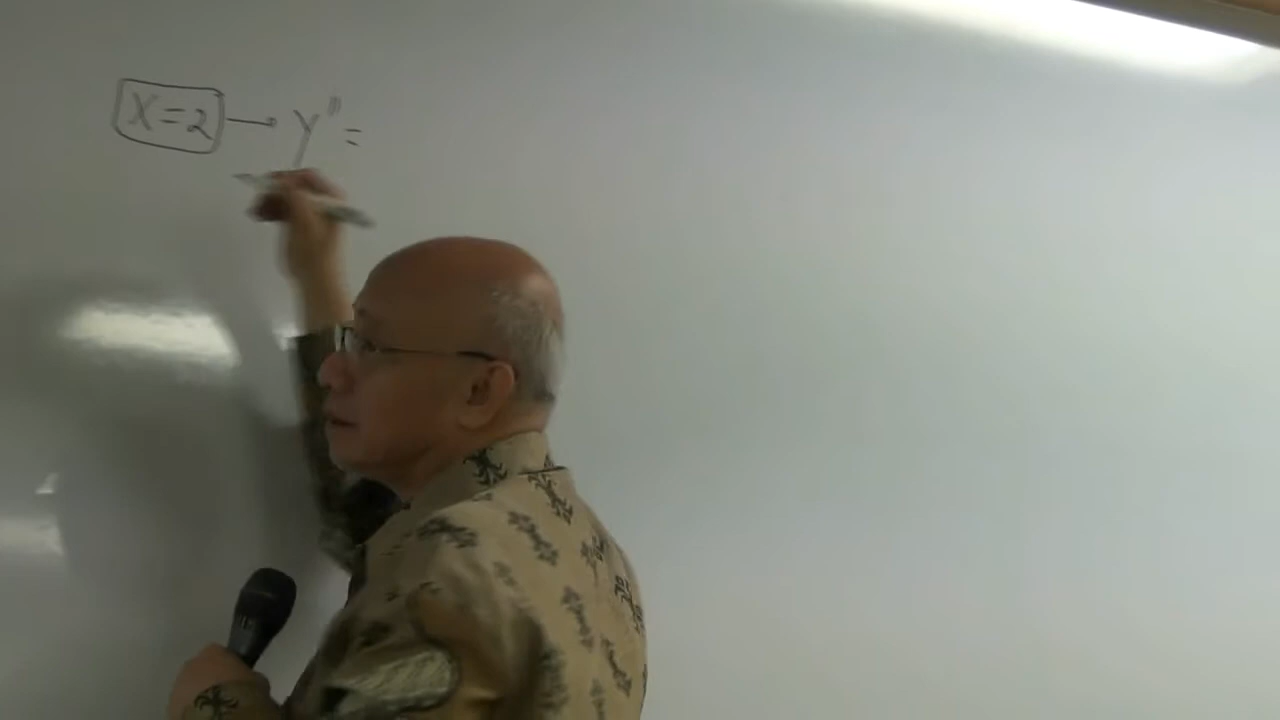 X=2 → y" =